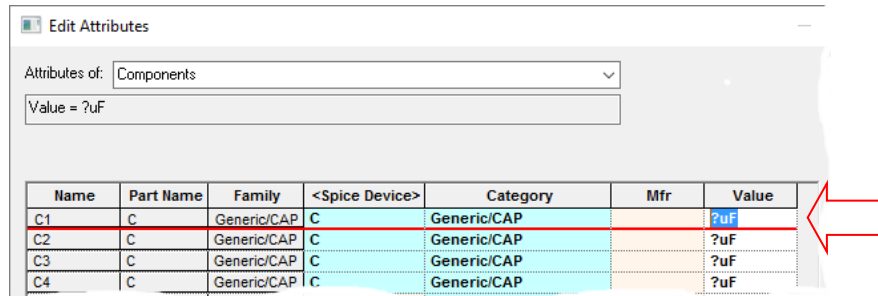 Edit Attributes
Attributes of: Components
Value = ?uF
Name Part Name Family <Spice Device> Category Mfr Value
C1 C Generic/CAP C Generic/CAP ?uF
C2 C Generic/CAP C Generic/CAP ?uF
C3 C Generic/CAP C Generic/CAP ?uF
C4 C Generic/CAP C Generic/CAP ?uF